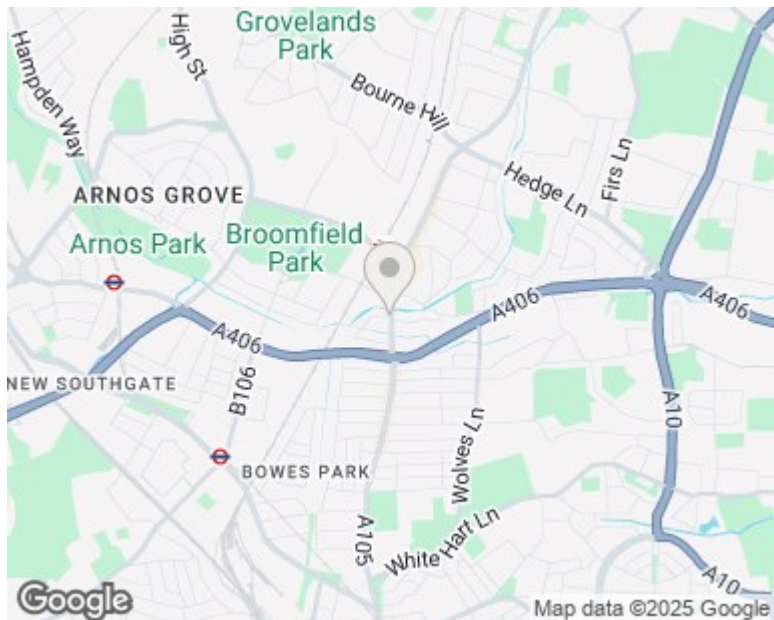 Grovelands
Park
High St
Hampden Way
Bourne Hill
Firs Ln
Hedge Ln
ARNOS GROVE
Arnos Park
Broomfield
Park
A406
A406
A406
NEW SOUTHGATE
B106
A10
Wolves Ln
BOWES PARK
A105
White Hart Ln
A10
Google
Map data ©2025 Google